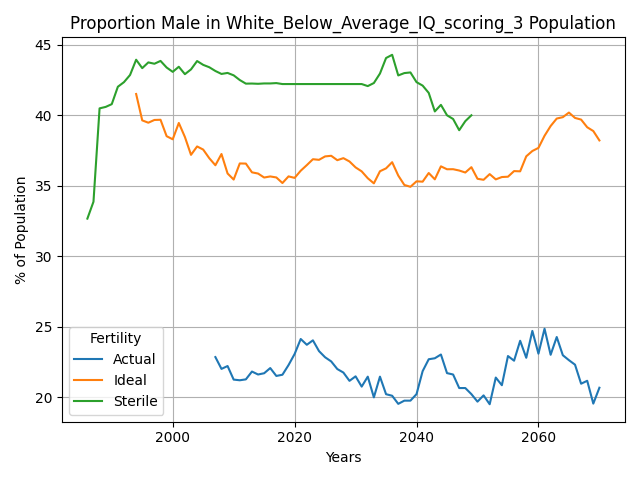 Proportion Male in White_Below_Average_IQ_scoring_3 Population
% of Population
45
40
35
30
25
20
Fertility
Actual
Ideal
Sterile
2000
2020
2040
2060
Years